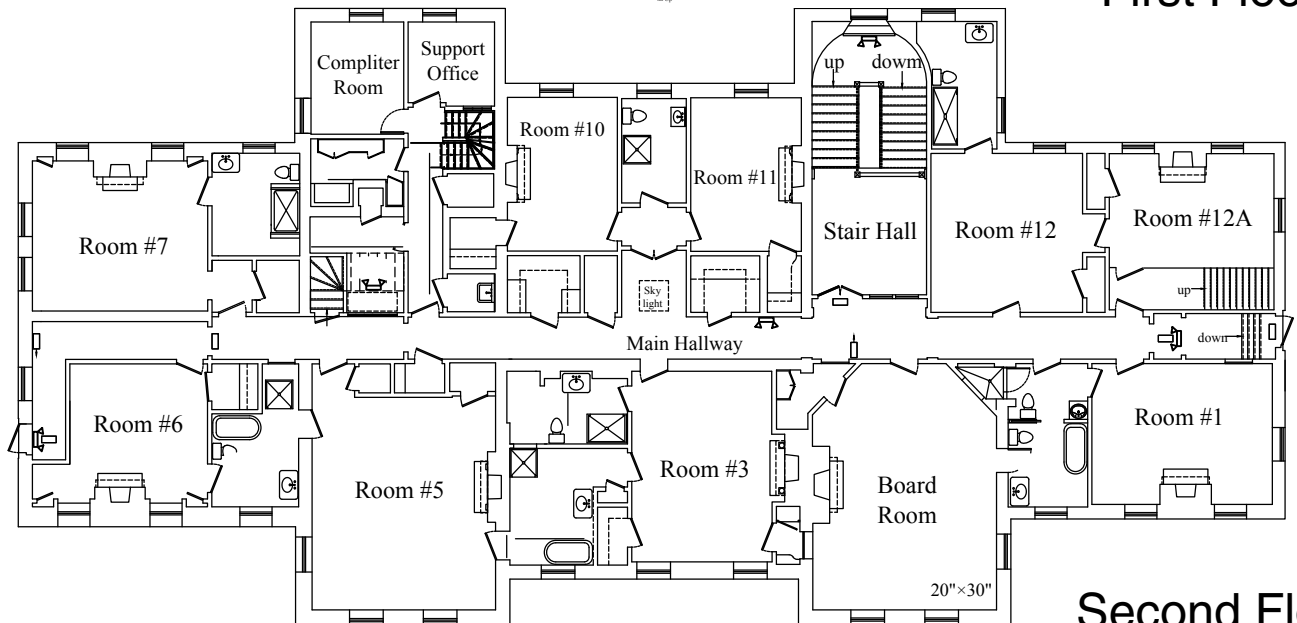 First Floo
Compliter
Room
Support
Office
up
dowm
Room #10
Room #11
Room #7
Stair Hall
Room #12
Room #12A
up
Sky
light
Main Hallway
down
Room #6
Room #5
Room #3
Board
Room
Room #1
20"×30"
Second Fl